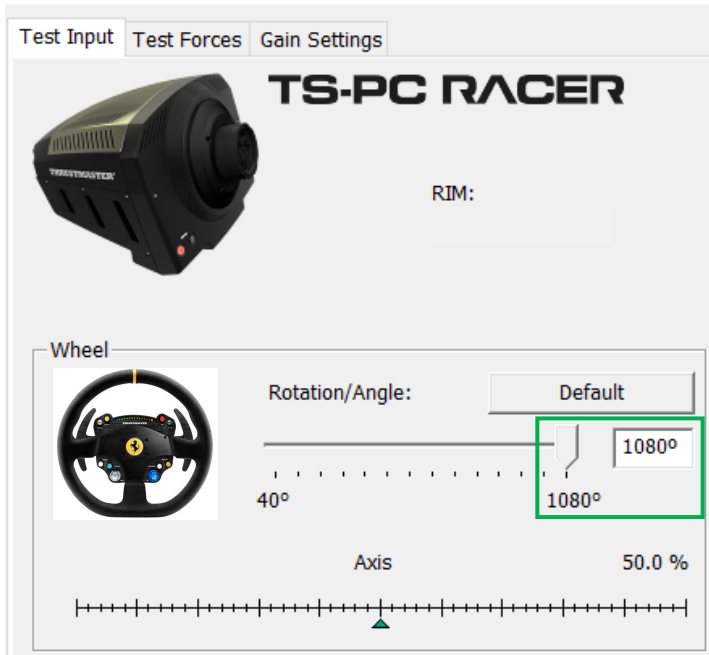 Test Input Test Forces Gain Settings
TS-PC RACER
THRUSTMASTER
RIM:
Wheel
Rotation/Angle: Default
1080º
40º 1080º
Axis 50.0 %